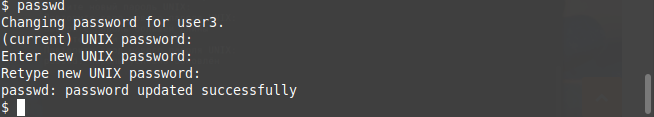 $ passwd
Changing password for user3.
(current) UNIX password:
Enter new UNIX password:
Retype new UNIX password:
passwd: password updated successfully
$